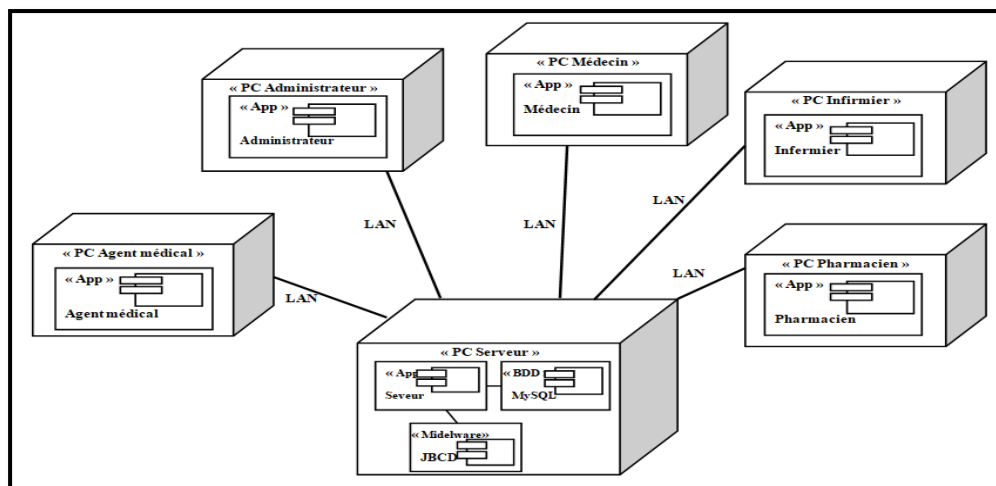 « PC Administrateur »
« App »
Administrateur
« PC Médecin »
« App »
Médecin
« PC Infirmier »
« App »
Infermier
« PC Agent médical »
« App »
Agent médical
« PC Pharmacien »
« App »
Pharmacien
LAN
LAN
LAN
LAN
LAN
« PC Serveur »
« App
Seveur
« BDD
MySQL
« Midelware»
JBCD